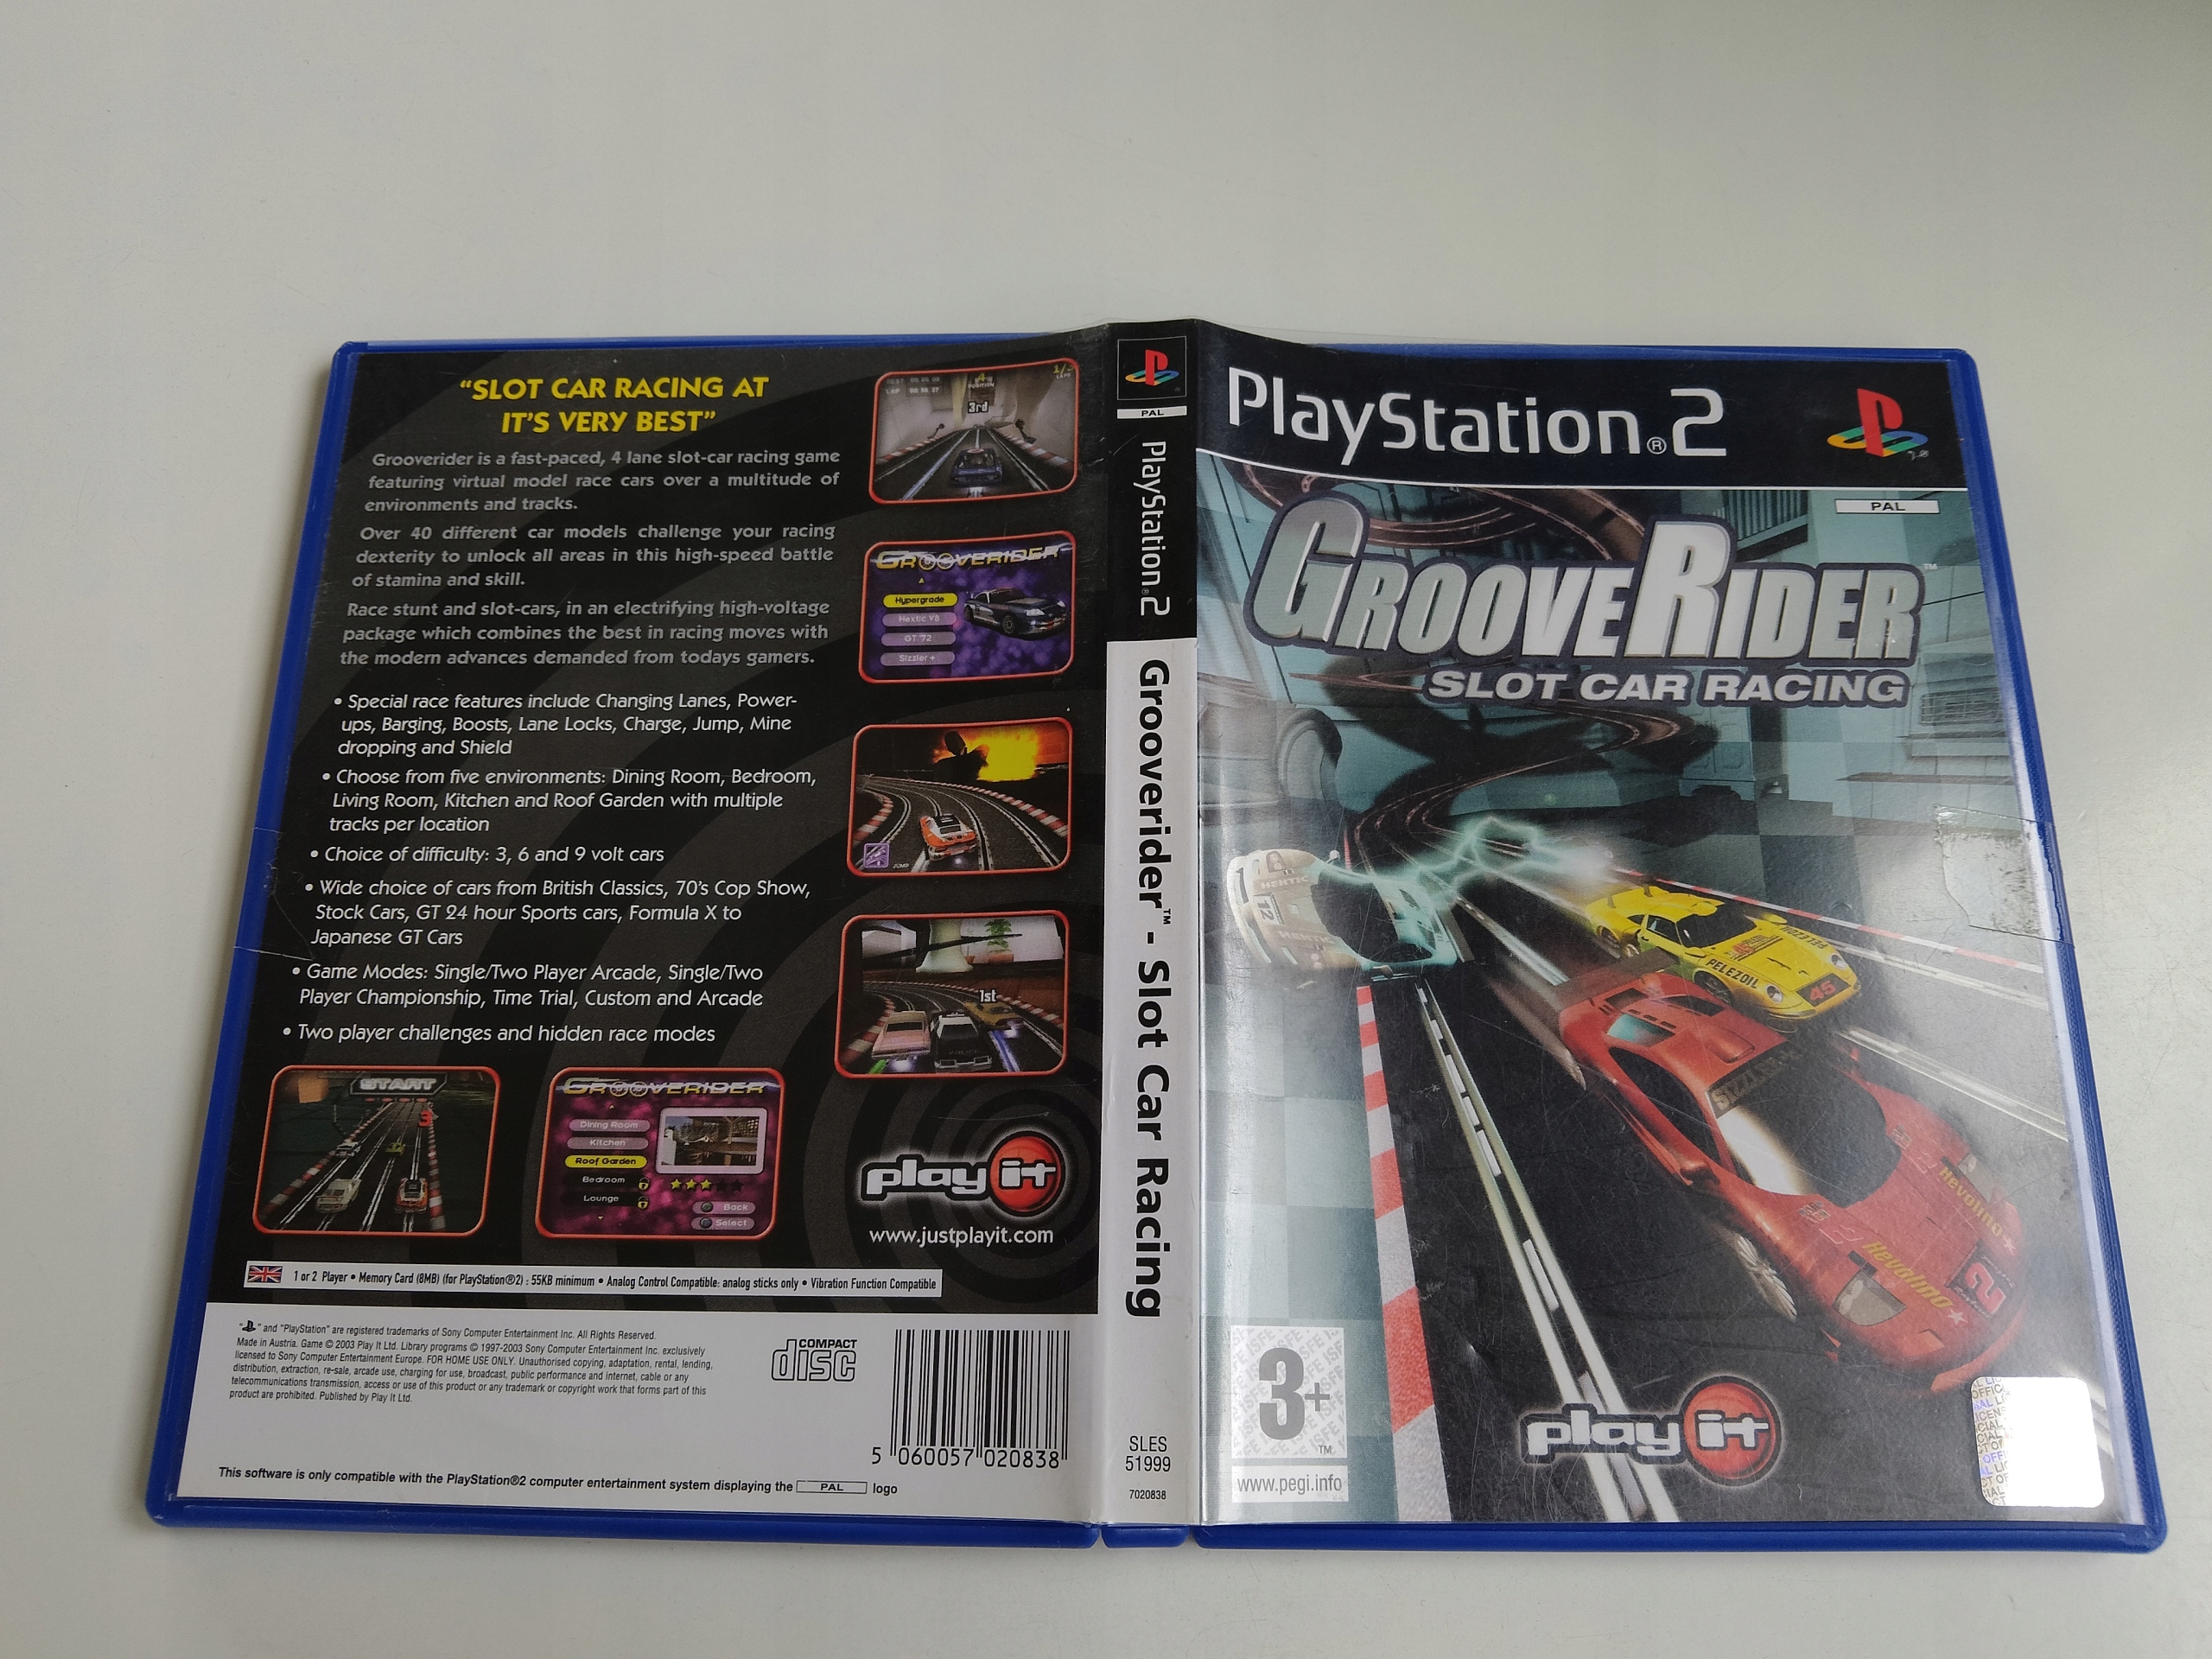 “SLOT CAR RACING AT
IT’S VERY BEST”
Grooverider is a fast-paced, 4 lane slot-car racing game
featuring virtual model race cars over a multitude of
environments and tracks.
Over 40 different car models challenge your racing
dexterity to unlock all areas in this high-speed battle
of stamina and skill.
Race stunt and slot-cars, in an electrifying high-voltage
package which combines the best in racing moves with
the modern advances demanded from todays gamers.
• Special race features include Changing Lanes, Power-
ups, Barging, Boosts, Lane Locks, Charge, Jump, Mine
dropping and Shield
• Choose from five environments: Dining Room, Bedroom,
Living Room, Kitchen and Roof Garden with multiple
tracks per location
• Choice of difficulty: 3, 6 and 9 volt cars
• Wide choice of cars from British Classics, 70’s Cop Show,
Stock Cars, GT 24 hour Sports cars, Formula X to
Japanese GT Cars
• Game Modes: Single/Two Player Arcade, Single/Two
Player Championship, Time Trial, Custom and Arcade
• Two player challenges and hidden race modes
POSITION
3rd
GROOVERIDER
Hypergrade
Hextic V8
GT '72
Sizzler +
JUMP
1st
START
3
GROOVERIDER
Dining Room
Kitchen
Roof Garden
Bedroom
Lounge
Back
Select
play it
www.justplayit.com
1 or 2 Player • Memory Card (8MB) (for PlayStation®2) : 55KB minimum • Analog Control Compatible: analog sticks only • Vibration Function Compatible
“ ” and “PlayStation” are registered trademarks of Sony Computer Entertainment Inc. All Rights Reserved.
Made in Austria. Game © 2003 Play It Ltd. Library programs © 1997-2003 Sony Computer Entertainment Inc. exclusively
licensed to Sony Computer Entertainment Europe. FOR HOME USE ONLY. Unauthorised copying, adaptation, rental, lending,
distribution, extraction, re-sale, arcade use, charging for use, broadcast, public performance and internet, cable or any
telecommunications transmission, access or use of this product or any trademark or copyright work that forms part of this
product are prohibited. Published by Play It Ltd.
COMPACT
disc
5 060057 020838
This software is only compatible with the PlayStation®2 computer entertainment system displaying the PAL logo
PAL
PlayStation®2
Grooverider™ - Slot Car Racing
SLES
51999
7020838
PlayStation®2
PAL
GROOVERIDER™
SLOT CAR RACING
HEKTIC
12
HEKTIC
PELEZOIL
PELEZOIL
45
SIZZLER
Hevolino
Hevolino
2
3+
™
www.pegi.info
play it